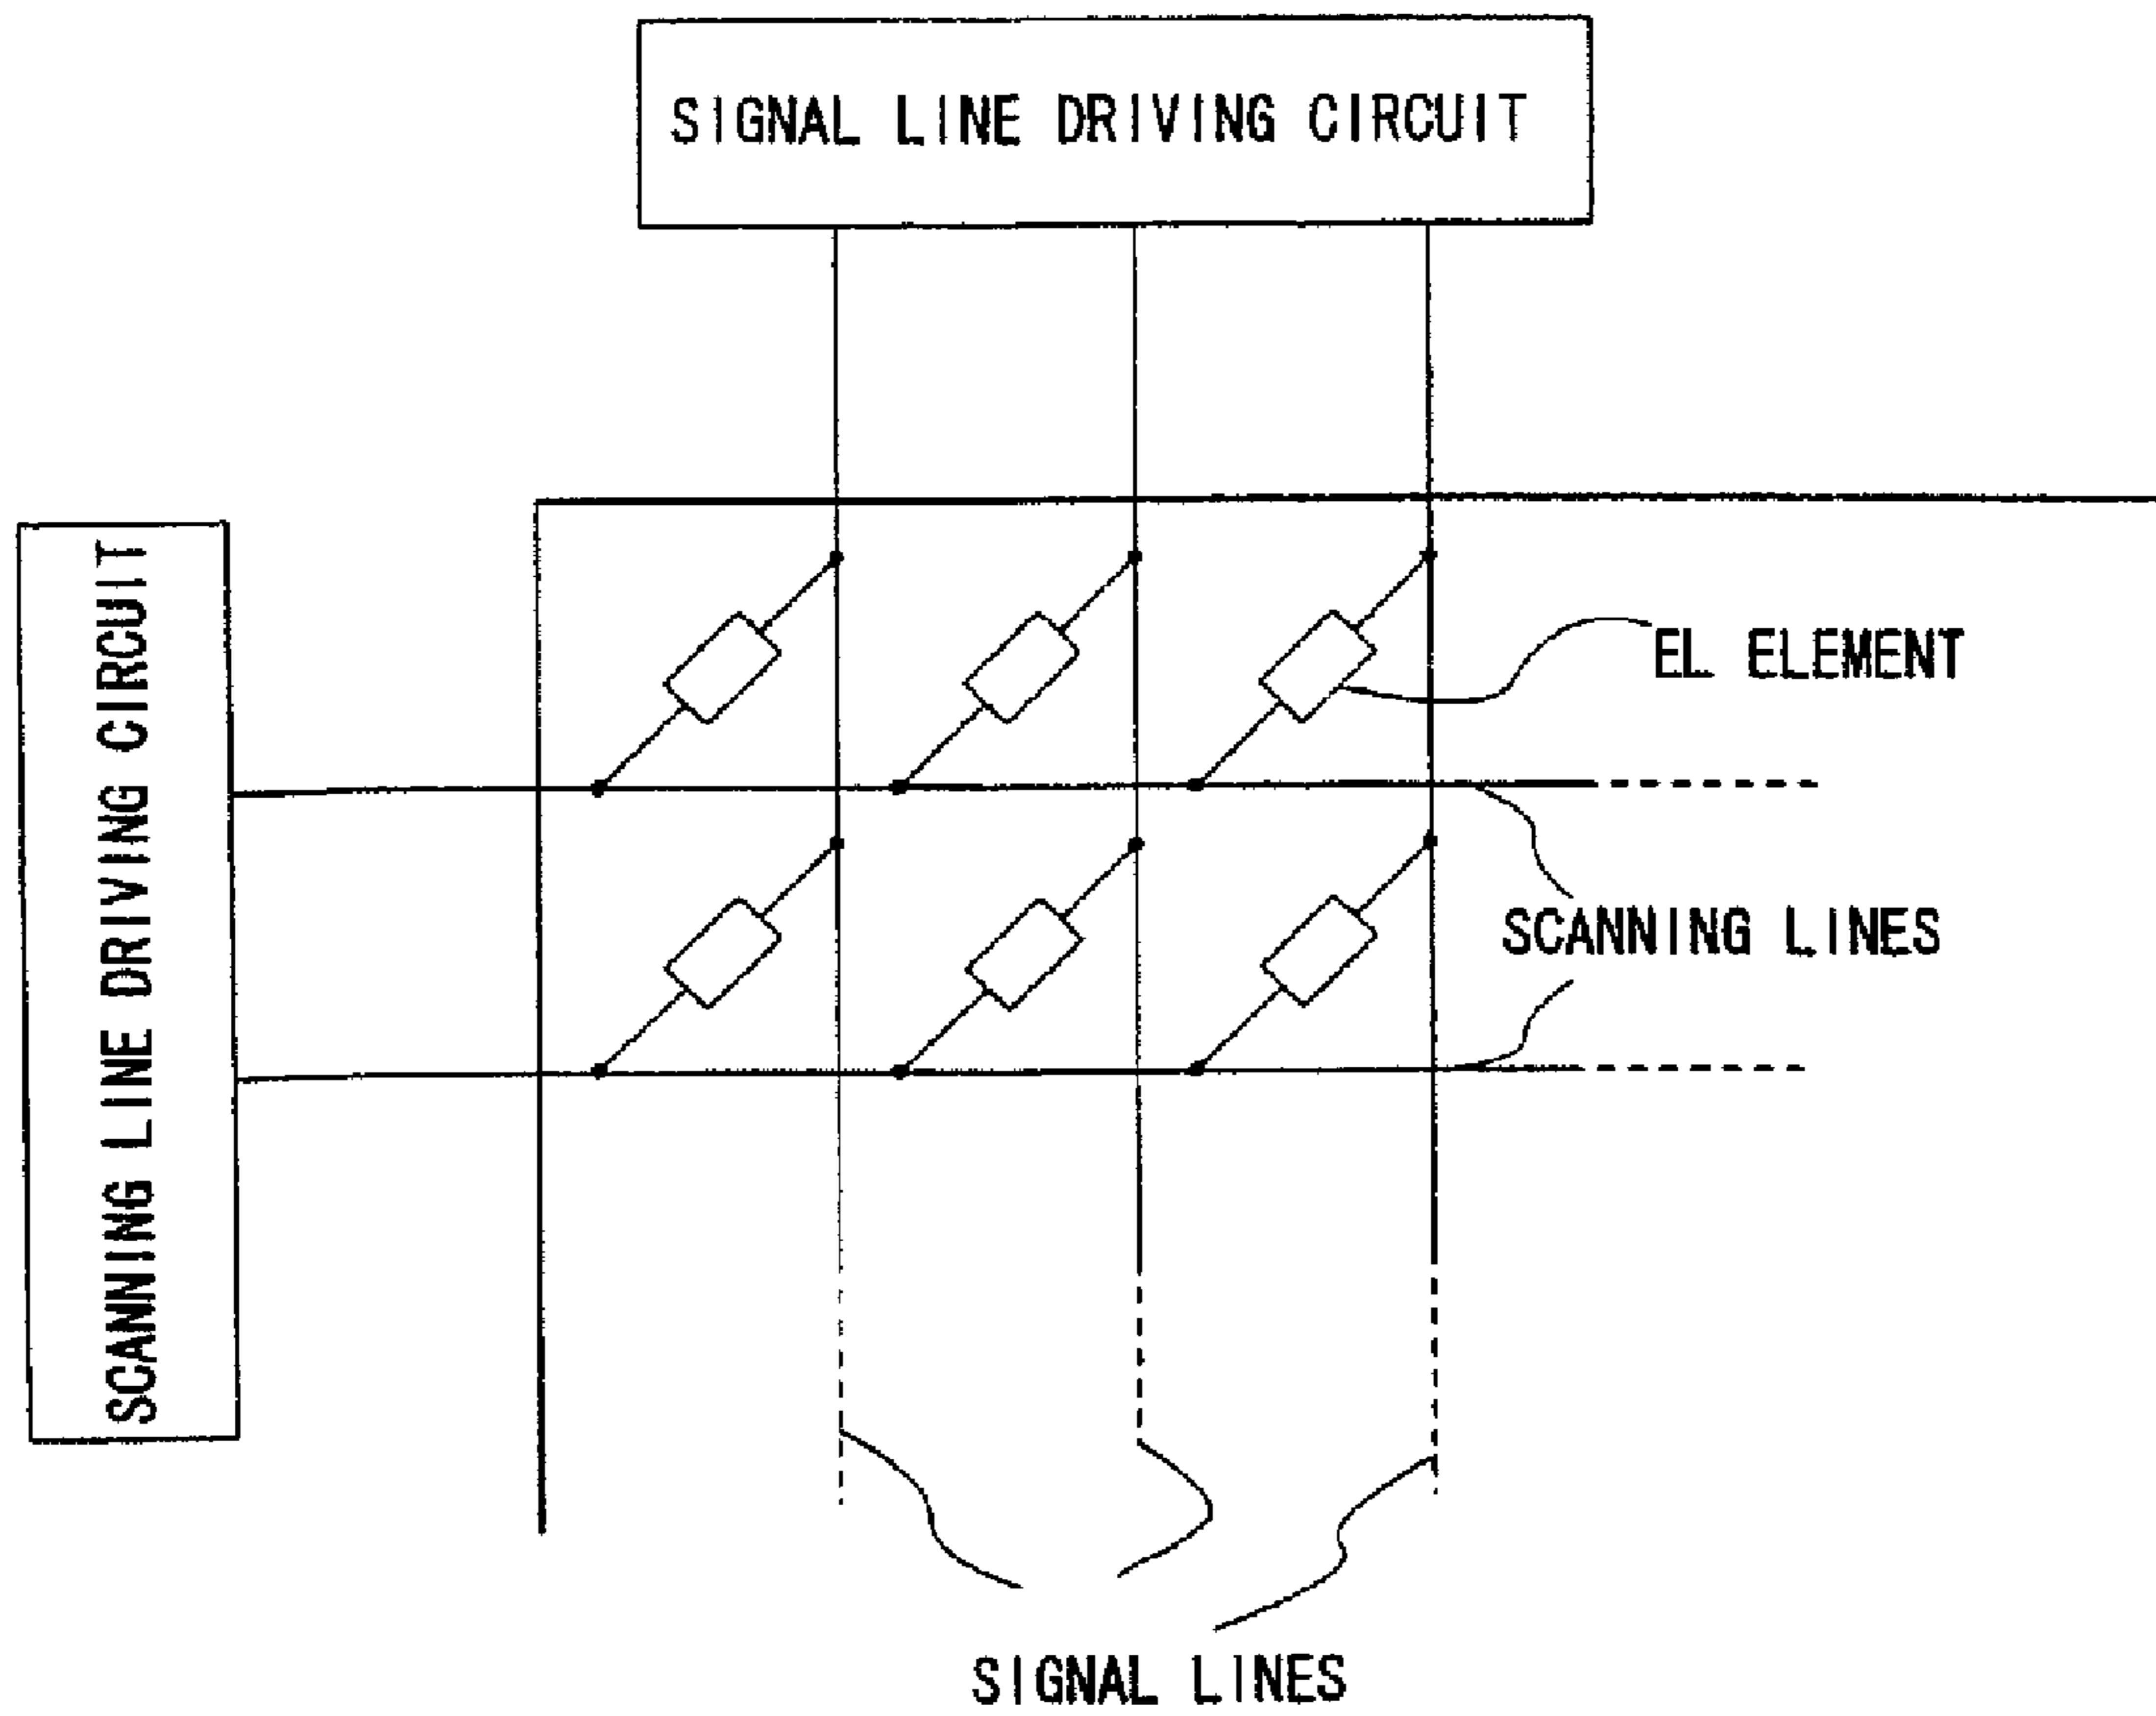 SIGNAL LINE DRIVING CIRCUIT
SCANNING LINE DRIVING CIRCUIT
EL ELEMENT
SCANNING LINES
SIGNAL LINES